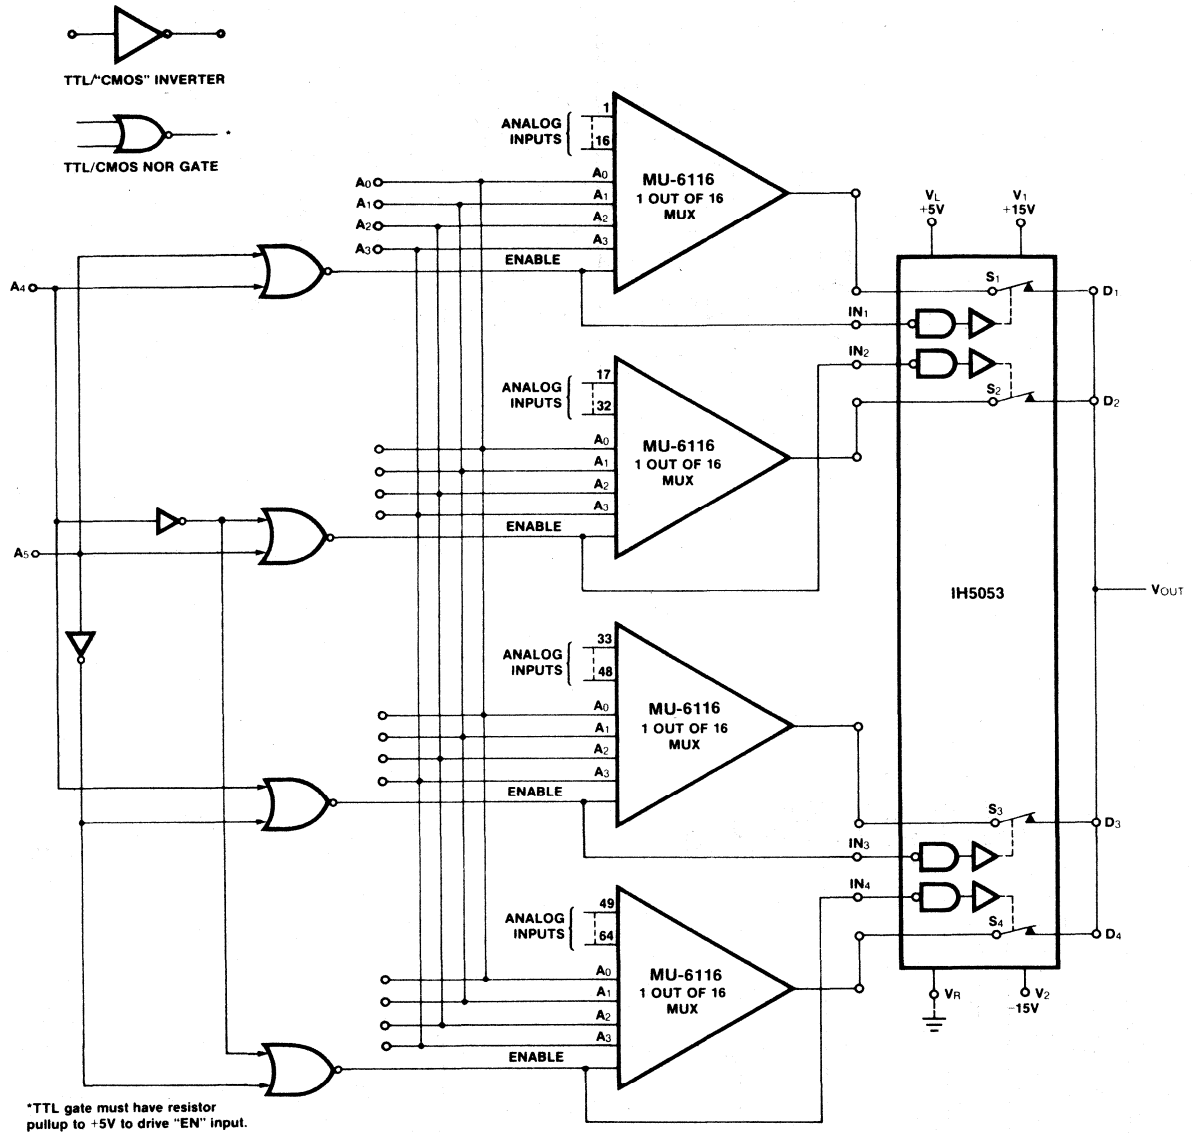 TTL/"CMOS" INVERTER
*
TTL/CMOS NOR GATE
ANALOG
INPUTS
1
16
MU-6116
1 OUT OF 16
MUX
A0
A1
A2
A3
A0
A1
A2
A3
ENABLE
A4
VL
+5V
V1
+15V
S1
D1
IN1
IN2
S2
D2
ANALOG
INPUTS
17
32
MU-6116
1 OUT OF 16
MUX
A0
A1
A2
A3
ENABLE
A5
IH5053
VOUT
ANALOG
INPUTS
33
48
MU-6116
1 OUT OF 16
MUX
A0
A1
A2
A3
ENABLE
S3
D3
IN3
IN4
S4
D4
ANALOG
INPUTS
49
64
MU-6116
1 OUT OF 16
MUX
A0
A1
A2
A3
ENABLE
VR
V2
-15V
*TTL gate must have resistor
pullup to +5V to drive "EN" input.